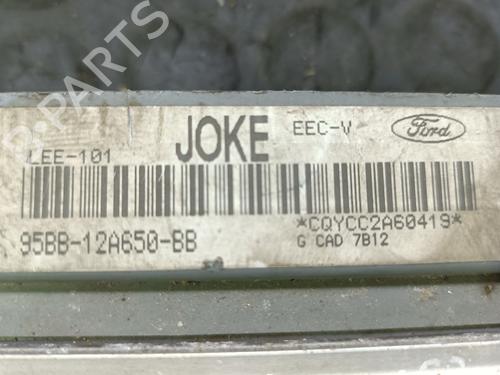 B-PARTS
JOKE EEC-V Ford
LEE-101
95BB-12A650-BB
*CQYCC2A60419*
G CAD 7B12